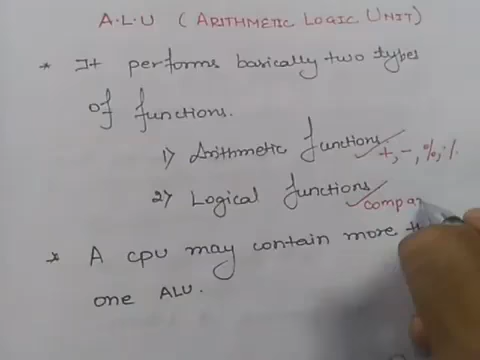 A.L.U (ARITHMETIC LOGIC UNIT)
* It performs basically two types
of functions.
1) Arithmetic functions +, -, %, %
2) Logical functions compa
* A CPU may contain more
one ALU.